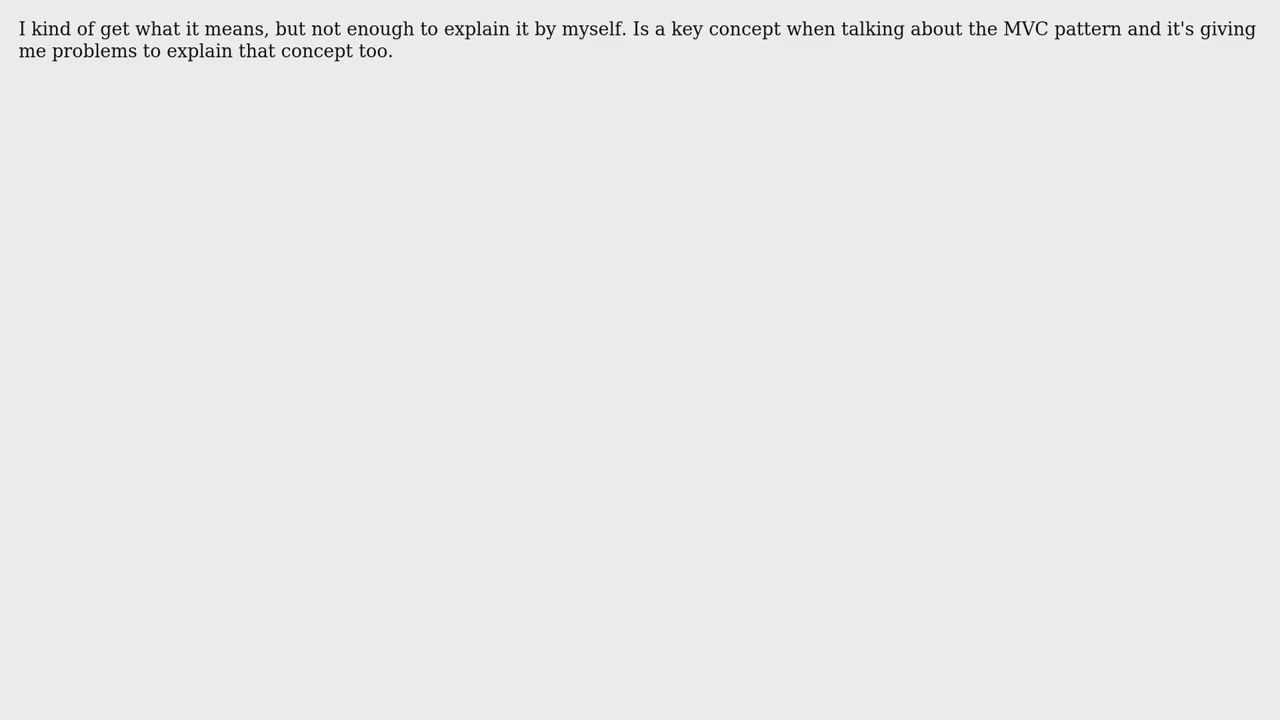 I kind of get what it means, but not enough to explain it by myself. Is a key concept when talking about the MVC pattern and it's giving
me problems to explain that concept too.